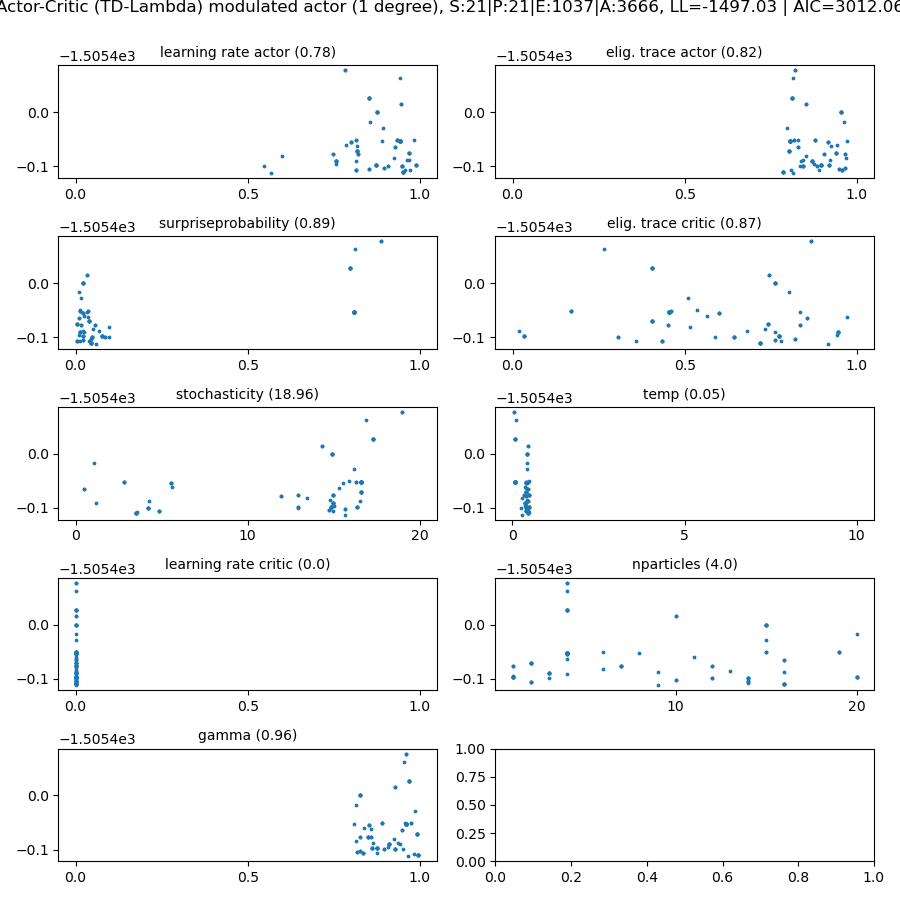 Actor-Critic (TD-Lambda) modulated actor (1 degree), S:21|P:21|E:1037|A:3666, LL=-1497.03 | AIC=3012.06
learning rate actor (0.78)
−1.5054e3
0.0
−0.1
0.0 0.5 1.0
elig. trace actor (0.82)
−1.5054e3
0.0
−0.1
0.0 0.5 1.0
surpriseprobability (0.89)
−1.5054e3
0.0
−0.1
0.0 0.5 1.0
elig. trace critic (0.87)
−1.5054e3
0.0
−0.1
0.0 0.5 1.0
stochasticity (18.96)
−1.5054e3
0.0
−0.1
0 10 20
temp (0.05)
−1.5054e3
0.0
−0.1
0 5 10
learning rate critic (0.0)
−1.5054e3
0.0
−0.1
0.0 0.5 1.0
nparticles (4.0)
−1.5054e3
0.0
−0.1
10 20
gamma (0.96)
−1.5054e3
0.0
−0.1
0.0 0.5 1.0
1.00
0.75
0.50
0.25
0.00
0.0 0.2 0.4 0.6 0.8 1.0